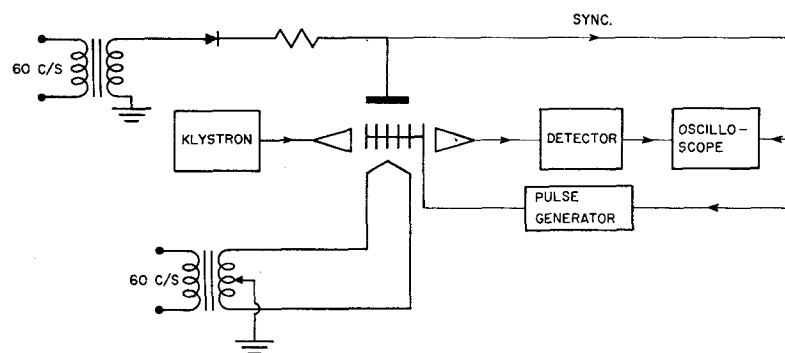 SYNC.
60 C/S
KLYSTRON
DETECTOR
OSCILLO-
SCOPE
PULSE
GENERATOR
60 C/S